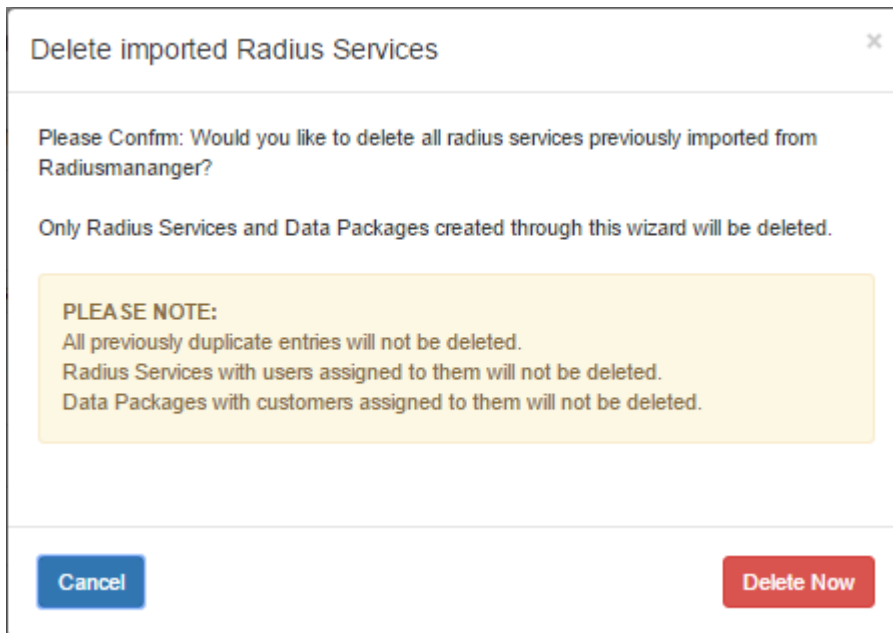 Delete imported Radius Services
×
Please Confrm: Would you like to delete all radius services previously imported from
Radiusmananger?
Only Radius Services and Data Packages created through this wizard will be deleted.
PLEASE NOTE:
All previously duplicate entries will not be deleted.
Radius Services with users assigned to them will not be deleted.
Data Packages with customers assigned to them will not be deleted.
Cancel
Delete Now